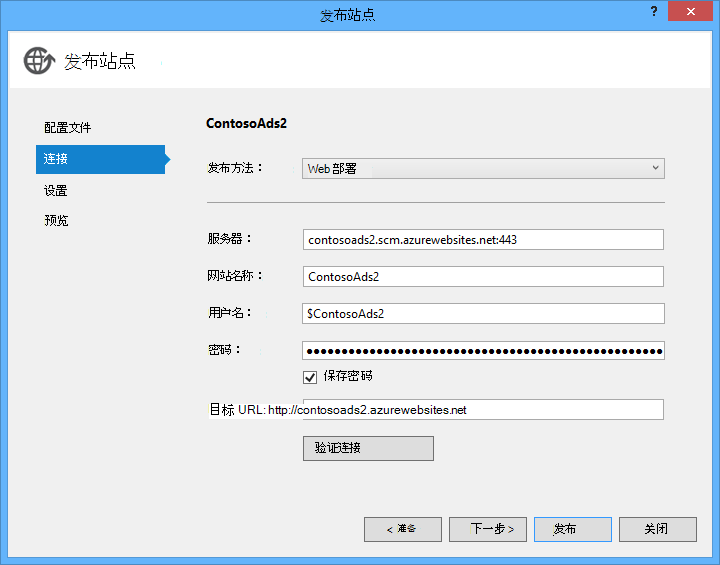 发布站点
?
发布站点
配置文件
连接
设置
预览
ContosoAds2
发布方法：
Web 部署
服务器：
contosoads2.scm.azurewebsites.net:443
网站名称：
ContosoAds2
用户名：
$ContosoAds2
密码：
保存密码
目标 URL: http://contosoads2.azurewebsites.net
验证连接
< 准备
下一步 >
发布
关闭